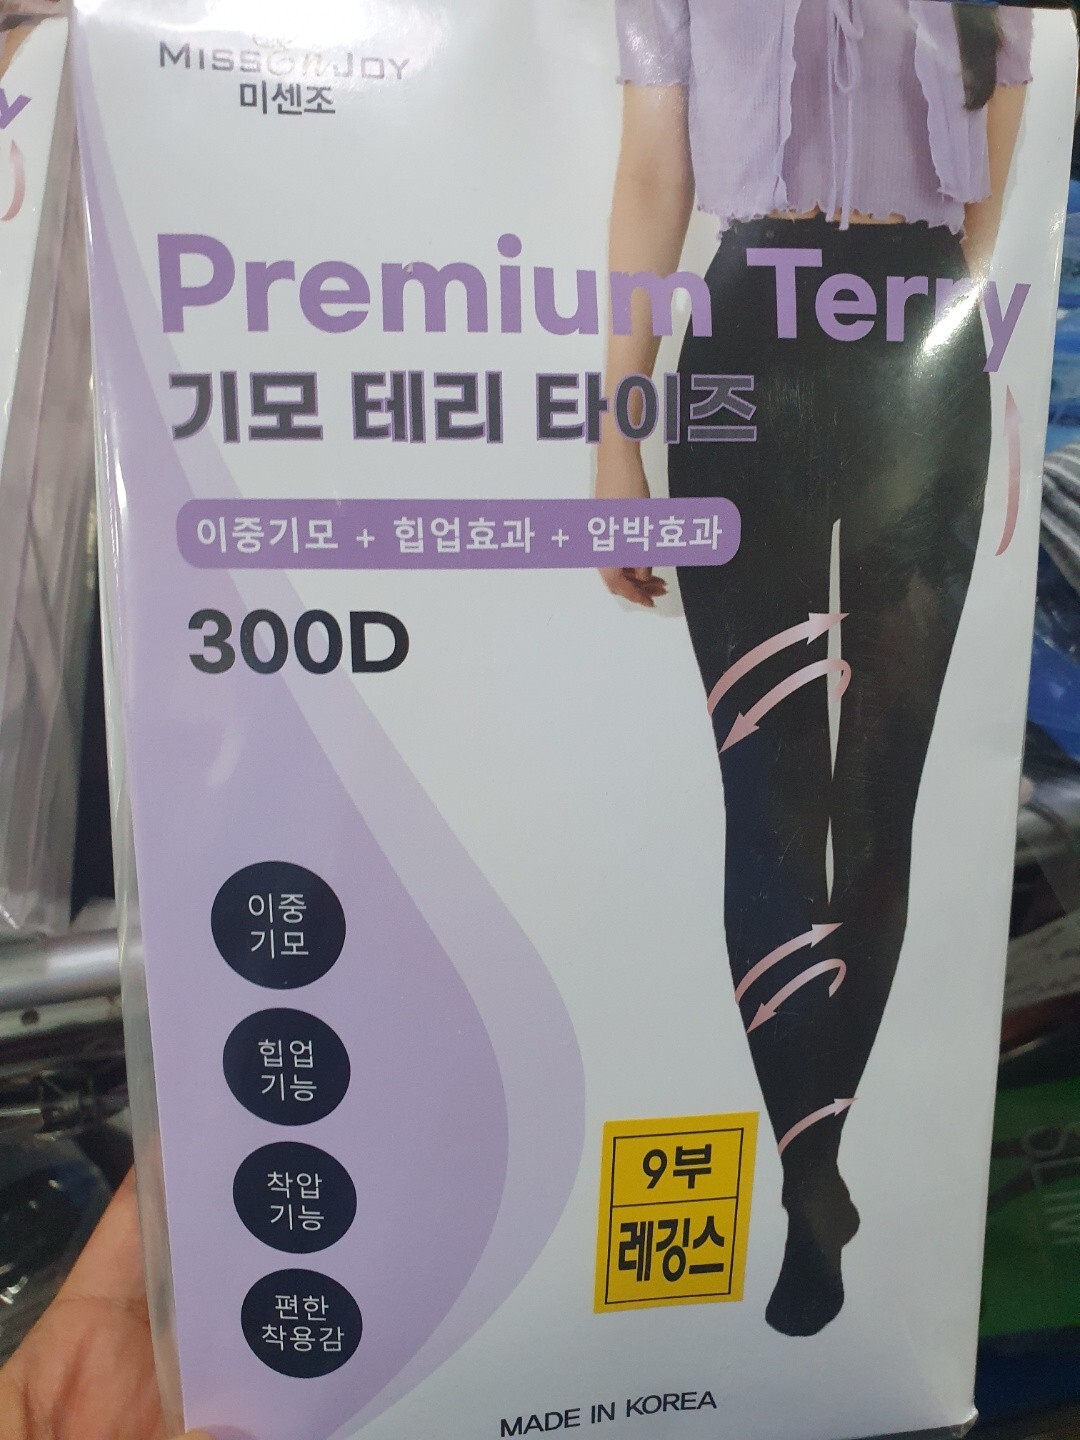 MISSONJOY
미센조
Premium Terry
기모 테리 타이즈
이중기모 + 힙업효과 + 압박효과
300D
이중
기모
힙업
기능
착압
기능
편한
착용감
9부
레깅스
MADE IN KOREA
SLIM